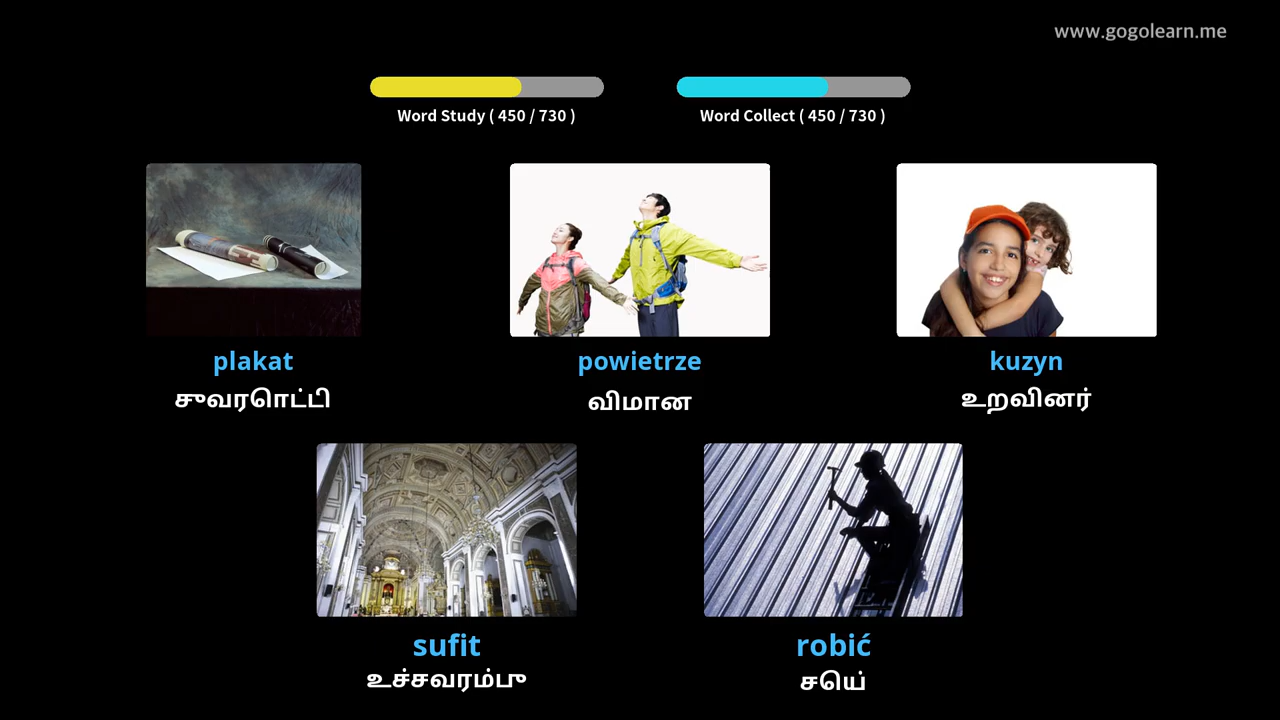 www.gogolearn.me
Word Study ( 450 / 730 )
Word Collect ( 450 / 730 )
plakat
powietrze
kuzyn
சுவரொட்டி
விமான
உறவினர்
sufit
robić
உச்சவரம்பு
செய்